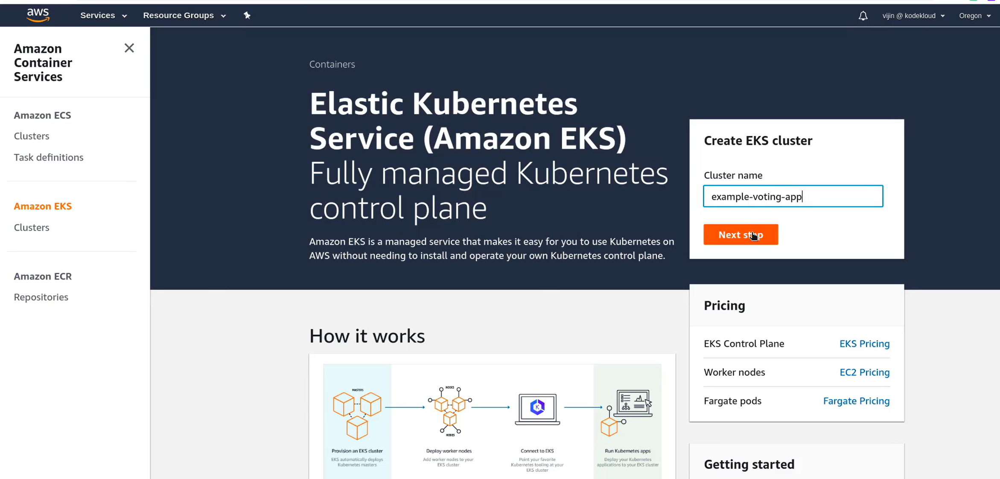 aws
Services
Resource Groups
vijin @ kodekloud
Oregon
Amazon
Container
Services
Amazon ECS
Clusters
Task definitions
Amazon EKS
Clusters
Amazon ECR
Repositories
Containers
Elastic Kubernetes
Service (Amazon EKS)
Fully managed Kubernetes
control plane
Amazon EKS is a managed service that makes it easy for you to use Kubernetes on
AWS without needing to install and operate your own Kubernetes control plane.
Create EKS cluster
Cluster name
example-voting-app
Next step
Pricing
EKS Control Plane
EKS Pricing
Worker nodes
EC2 Pricing
Fargate pods
Fargate Pricing
Getting started
How it works
MASTERS
NODES
NODES
K
Provision an EKS cluster
EKS automatically deploys
Kubernetes masters
Deploy worker nodes
Add worker nodes to your
EKS cluster
Connect to EKS
Point your favorite
Kubernetes tooling at your
EKS cluster
Run Kubernetes apps
Deploy your Kubernetes
applications to your EKS cluster